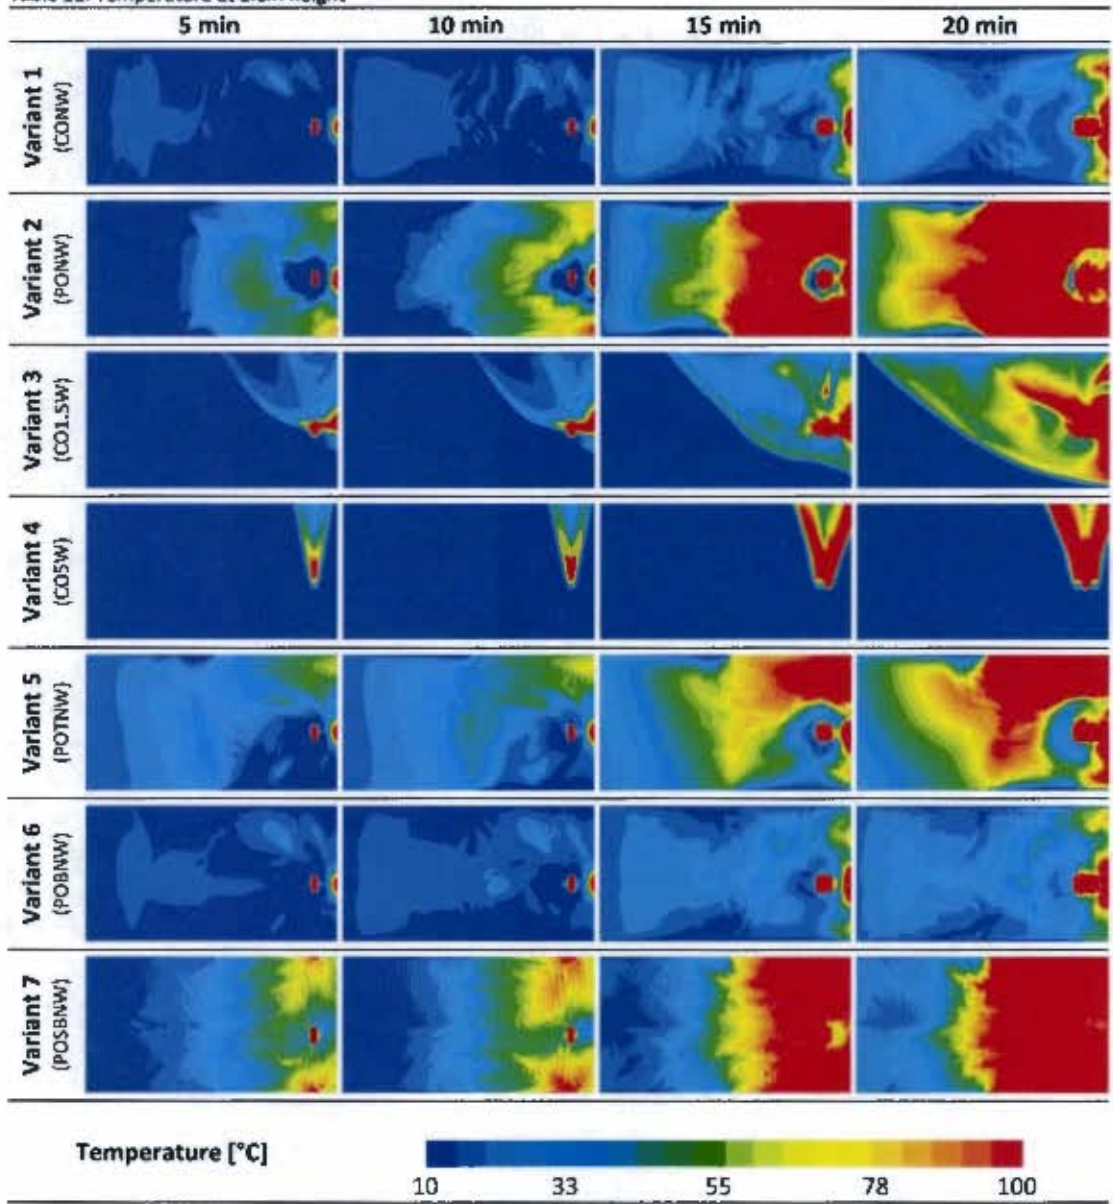 5 min 10 min 15 min 20 min
Variant 1
(CONW)
Variant 2
(PONW)
Variant 3
(CO1.5W)
Variant 4
(CO5W)
Variant 5
(POTNW)
Variant 6
(POBNW)
Variant 7
(POSBNW)
Temperature [°C]
10 33 55 78 100